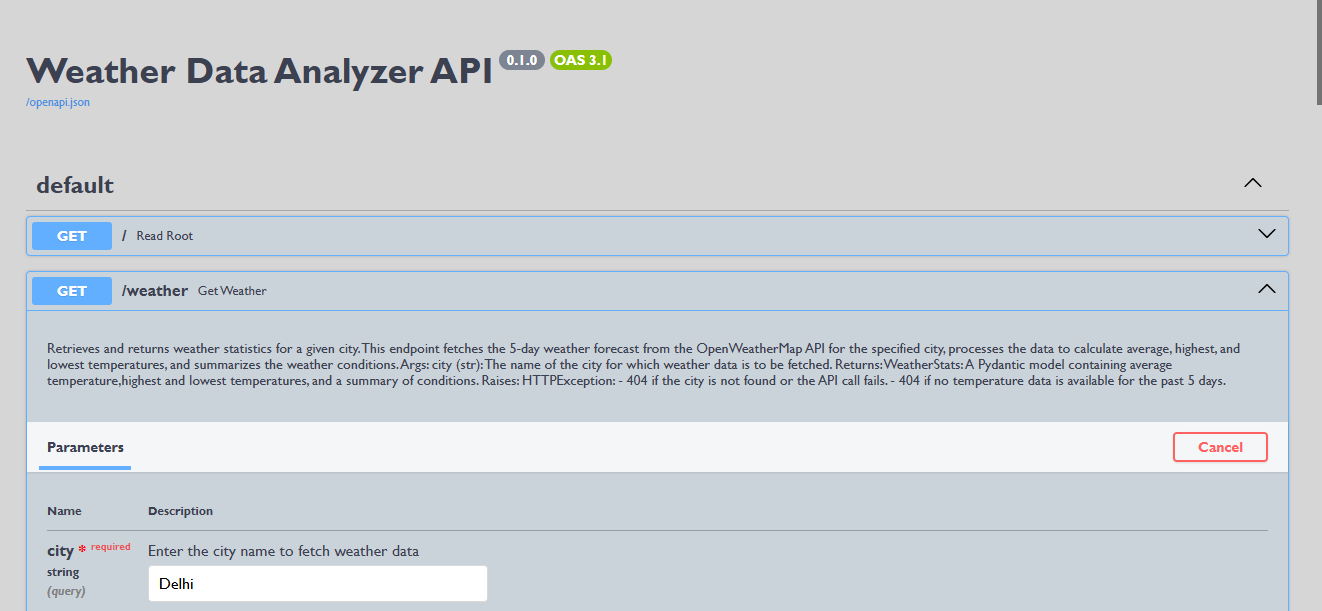 Weather Data Analyzer API 0.1.0 OAS 3.1
/openapi.json
default
GET / Read Root
GET /weather Get Weather
Retrieves and returns weather statistics for a given city. This endpoint fetches the 5-day weather forecast from the OpenWeatherMap API for the specified city, processes the data to calculate average, highest, and
lowest temperatures, and summarizes the weather conditions. Args: city (str): The name of the city for which weather data is to be fetched. Returns: WeatherStats: A Pydantic model containing average
temperature,highest and lowest temperatures, and a summary of conditions. Raises: HTTPException: - 404 if the city is not found or the API call fails. - 404 if no temperature data is available for the past 5 days.
Parameters
Cancel
Name Description
city * required Enter the city name to fetch weather data
string
Delhi
(query)